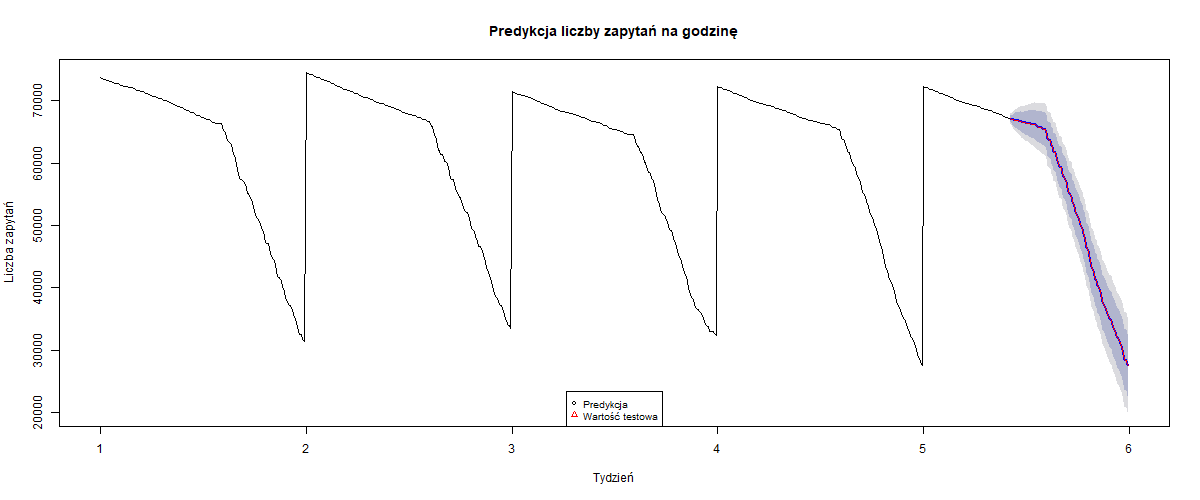 Predykcja liczby zapytań na godzinę
Liczba zapytań
70000
60000
50000
40000
30000
20000
Predykcja
Wartość testowa
1 2 3 4 5 6
Tydzień